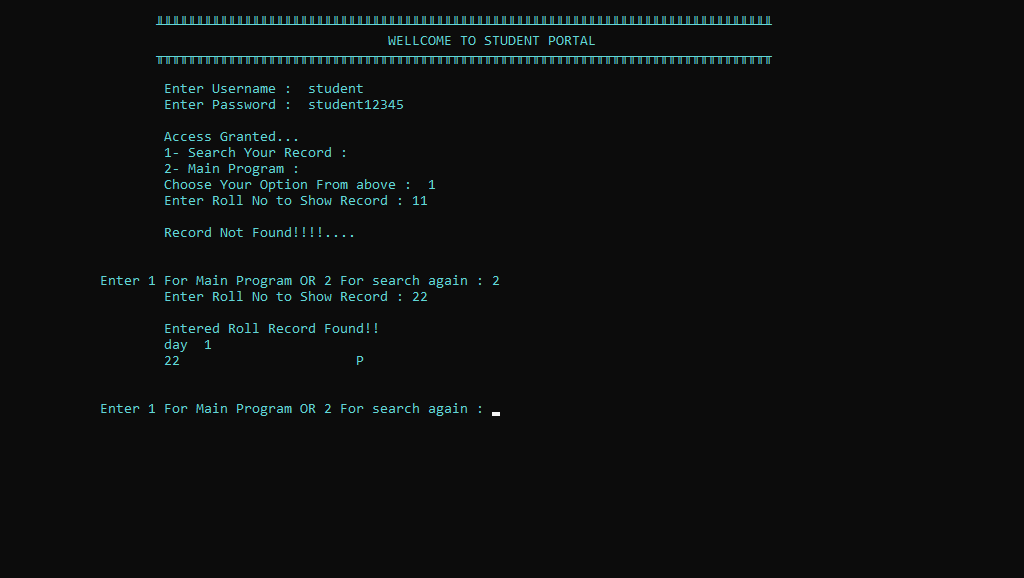 WELLCOME TO STUDENT PORTAL
Enter Username :  student
Enter Password :  student12345
Access Granted...
1- Search Your Record :
2- Main Program :
Choose Your Option From above :  1
Enter Roll No to Show Record : 11
Record Not Found!!!!....
Enter 1 For Main Program OR 2 For search again : 2
Enter Roll No to Show Record : 22
Entered Roll Record Found!!
day  1
22                      P
Enter 1 For Main Program OR 2 For search again :